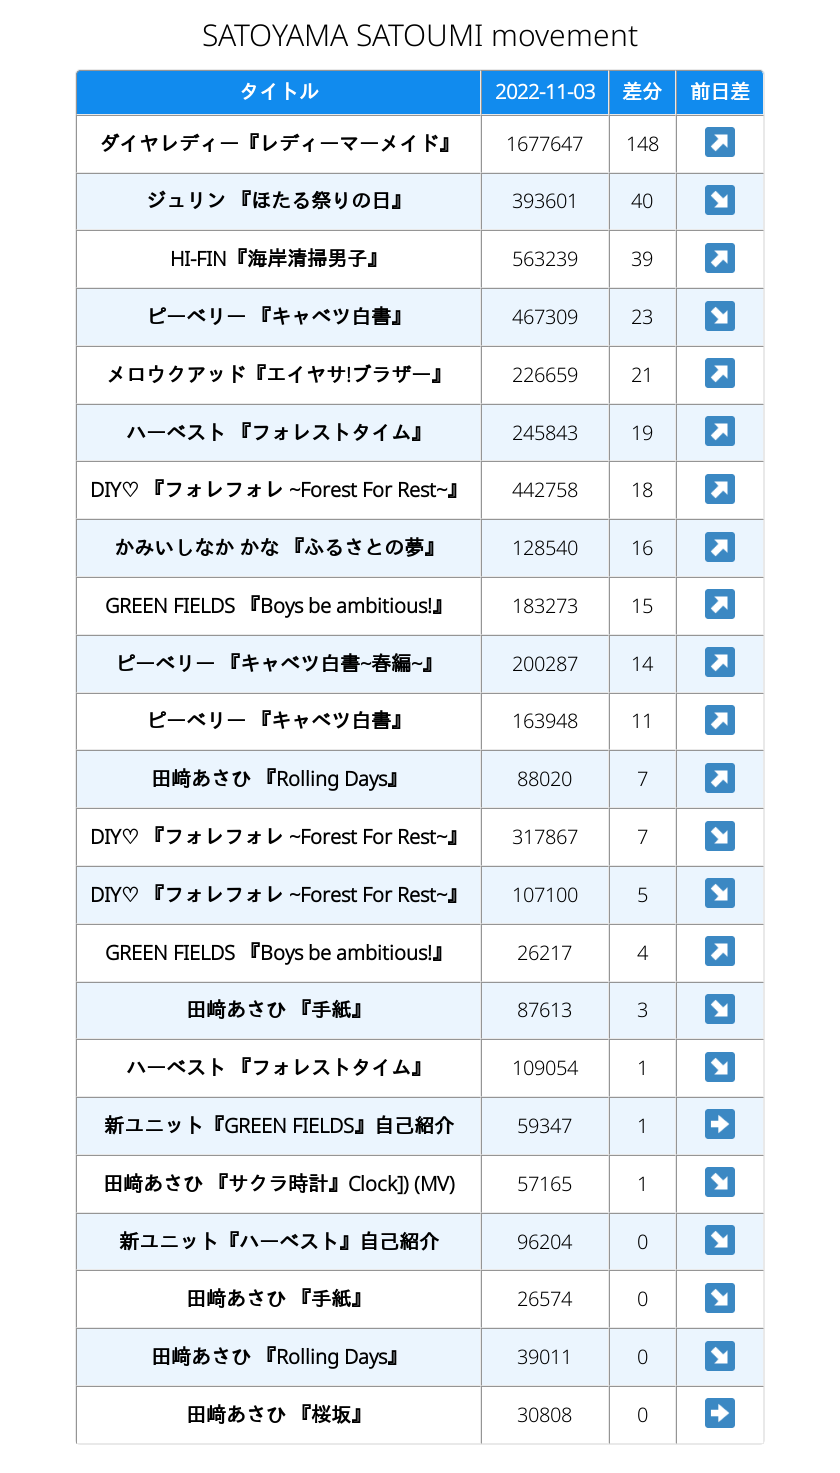 SATOYAMA SATOUMI movement
タイトル 2022-11-03 差分 前日差
ダイヤレディー『レディーマーメイド』 1677647 148 ↗
ジュリン 『ほたる祭りの日』 393601 40 ↘
HI-FIN『海岸清掃男子』 563239 39 ↗
ピーベリー 『キャベツ白書』 467309 23 ↘
メロウクアッド『エイヤサ!ブラザー』 226659 21 ↗
ハーベスト 『フォレストタイム』 245843 19 ↗
DIY♡ 『フォレフォレ ~Forest For Rest~』 442758 18 ↗
かみいしなか かな 『ふるさとの夢』 128540 16 ↗
GREEN FIELDS 『Boys be ambitious!』 183273 15 ↗
ピーベリー 『キャベツ白書~春編~』 200287 14 ↗
ピーベリー 『キャベツ白書』 163948 11 ↗
田﨑あさひ 『Rolling Days』 88020 7 ↗
DIY♡ 『フォレフォレ ~Forest For Rest~』 317867 7 ↘
DIY♡ 『フォレフォレ ~Forest For Rest~』 107100 5 ↘
GREEN FIELDS 『Boys be ambitious!』 26217 4 ↗
田﨑あさひ 『手紙』 87613 3 ↘
ハーベスト 『フォレストタイム』 109054 1 ↘
新ユニット『GREEN FIELDS』自己紹介 59347 1 ➡
田﨑あさひ 『サクラ時計』Clock]) (MV) 57165 1 ↘
新ユニット『ハーベスト』自己紹介 96204 0 ↘
田﨑あさひ 『手紙』 26574 0 ↘
田﨑あさひ 『Rolling Days』 39011 0 ↘
田﨑あさひ 『桜坂』 30808 0 ➡